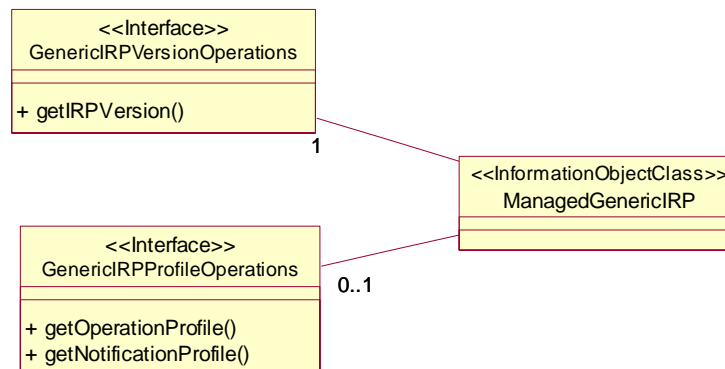 <<Interface>>
GenericIRPVersionOperations
+ getIRPVersion()
1
<<InformationObjectClass>>
ManagedGenericIRP
<<Interface>>
GenericIRPProfileOperations
0..1
+ getOperationProfile()
+ getNotificationProfile()